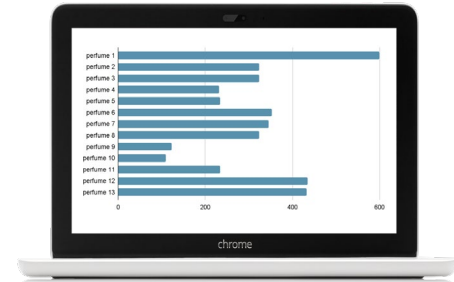 perfume 1
perfume 2
perfume 3
perfume 4
perfume 5
perfume 6
perfume 7
perfume 8
perfume 9
perfume 10
perfume 11
perfume 12
perfume 13
0 200 400 600
chrome